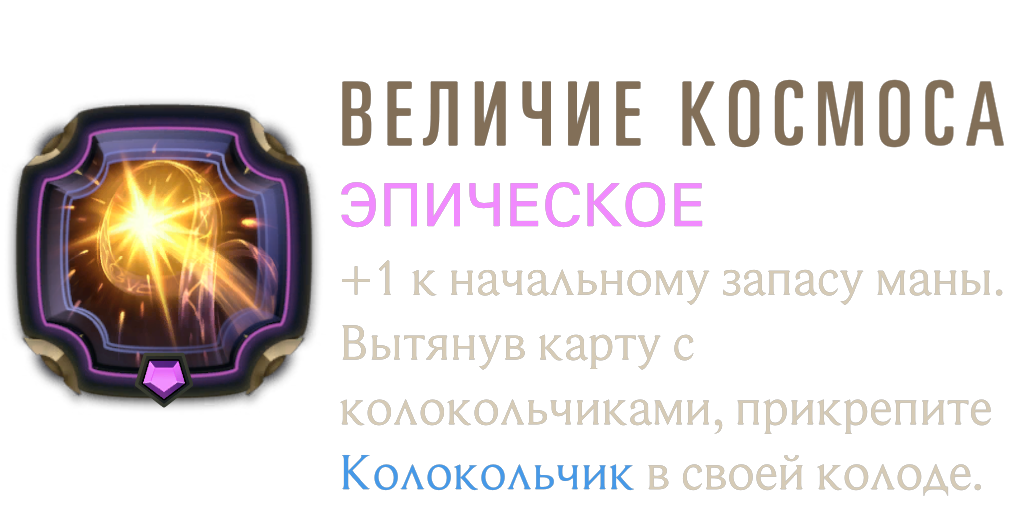 ВЕЛИЧИЕ КОСМОСА
ЭПИЧЕСКОЕ
+1 к начальному запасу маны.
Вытянув карту с
колокольчиками, прикрепите
Колокольчик в своей колоде.